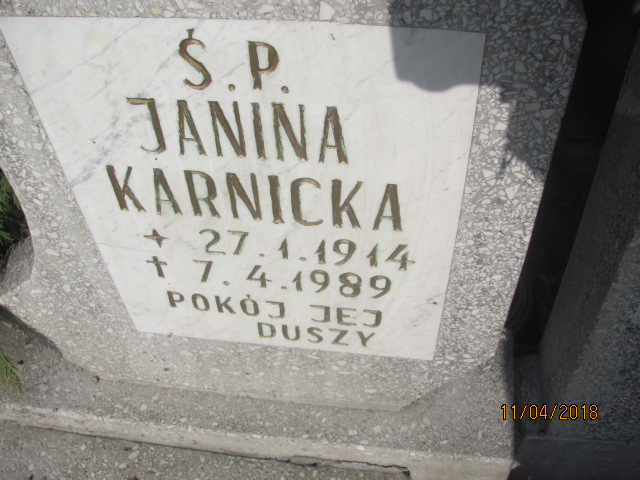 Ś.P.
JANINA
KARNICKA
+ 27.1.1914
† 7.4.1989
POKÓJ JEJ
DUSZY
11/04/2018